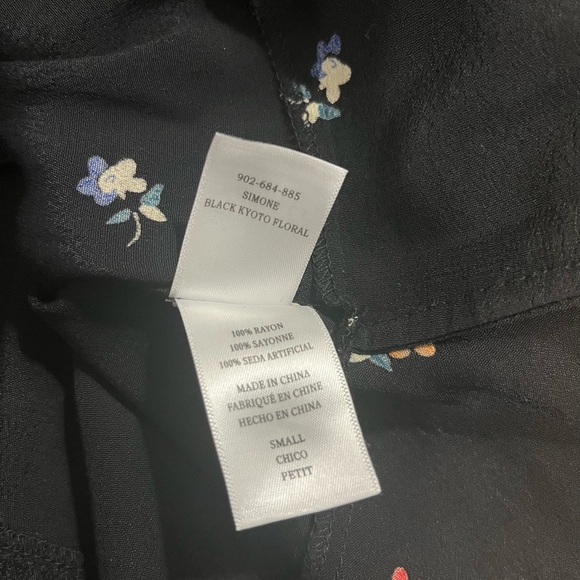 902-684-885
SIMONE
BLACK KYOTO FLORAL
100% RAYON
100% SAYONNE
100% SEDA ARTIFICIAL
MADE IN CHINA
FABRIQUÉ EN CHINE
HECHO EN CHINA
SMALL
CHICO
PETIT